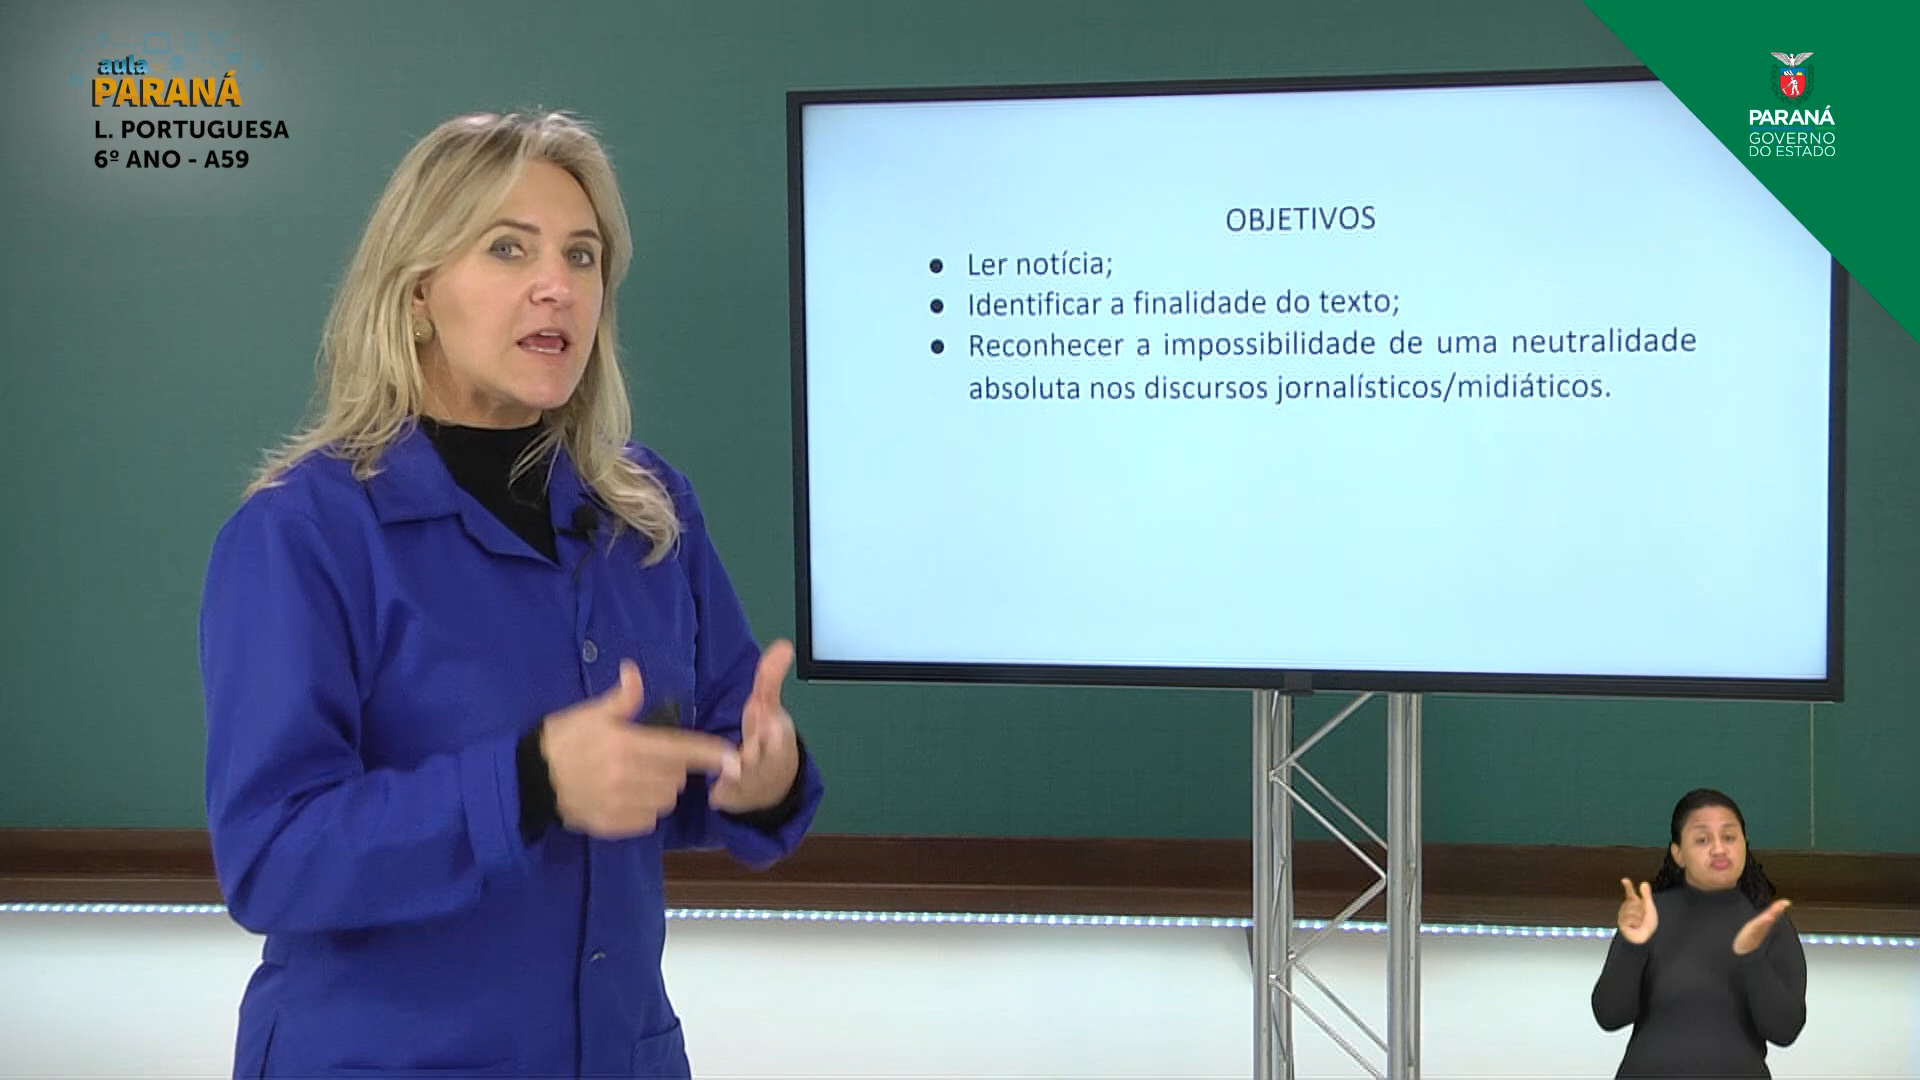 aula
PARANÁ
L. PORTUGUESA
6º ANO - A59
PARANÁ
GOVERNO
DO ESTADO
OBJETIVOS
● Ler notícia;
● Identificar a finalidade do texto;
● Reconhecer a impossibilidade de uma neutralidade
absoluta nos discursos jornalísticos/midiáticos.